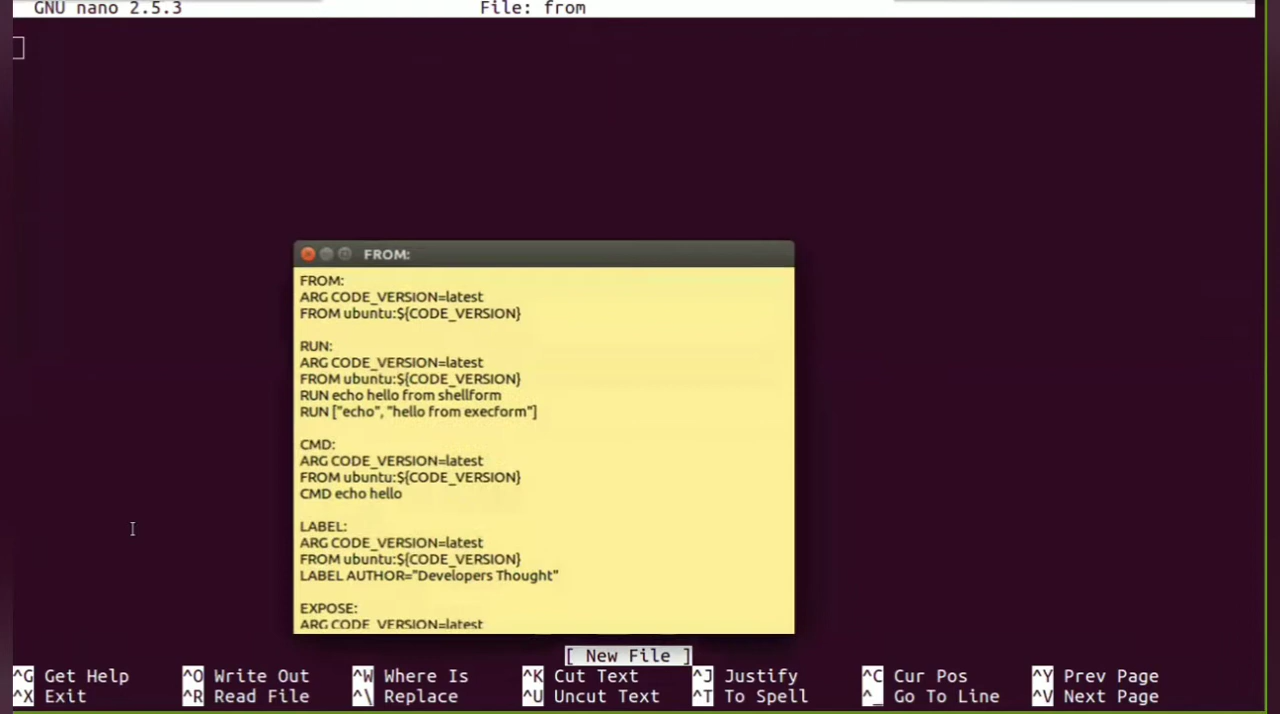 GNU nano 2.5.3 File: from
FROM:
FROM:
ARG CODE_VERSION=latest
FROM ubuntu:${CODE_VERSION}
RUN:
ARG CODE_VERSION=latest
FROM ubuntu:${CODE_VERSION}
RUN echo hello from shellform
RUN ["echo", "hello from execform"]
CMD:
ARG CODE_VERSION=latest
FROM ubuntu:${CODE_VERSION}
CMD echo hello
LABEL:
ARG CODE_VERSION=latest
FROM ubuntu:${CODE_VERSION}
LABEL AUTHOR="Developers Thought"
EXPOSE:
ARG CODE_VERSION=latest
[ New File ]
^G Get Help ^O Write Out ^W Where Is ^K Cut Text ^J Justify ^C Cur Pos ^Y Prev Page
^X Exit ^R Read File ^\ Replace ^U Uncut Text ^T To Spell ^_ Go To Line ^V Next Page